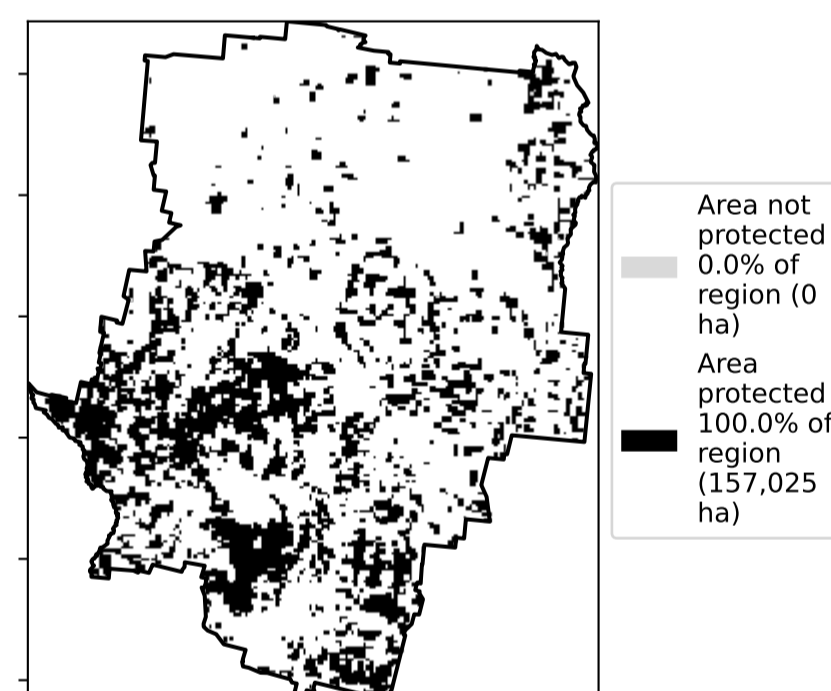 Area not
protected
0.0% of
region (0
ha)
Area
protected
100.0% of
region
(157,025
ha)